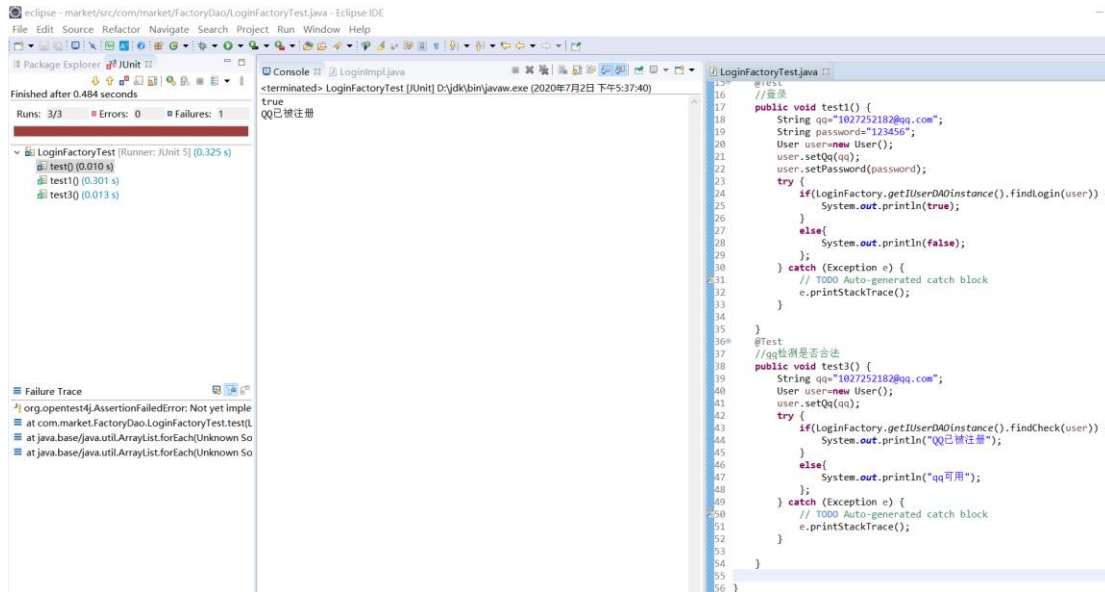 eclipse - market/src/com/market/FactoryDao/LoginFactoryTest.java - Eclipse IDE
File Edit Source Refactor Navigate Search Project Run Window Help
Package Explorer JUnit
Finished after 0.484 seconds
Runs: 3/3 Errors: 0 Failures: 1
LoginFactoryTest [Runner: JUnit 5] (0.325 s)
test() (0.010 s)
test1() (0.301 s)
test3() (0.013 s)
Failure Trace
org.opentest4j.AssertionFailedError: Not yet imple
at com.market.FactoryDao.LoginFactoryTest.test(L
at java.base/java.util.ArrayList.forEach(Unknown So
at java.base/java.util.ArrayList.forEach(Unknown So
Console LoginImpl.java
<terminated> LoginFactoryTest [JUnit] D:\jdk\bin\javaw.exe (2020年7月2日 下午5:37:40)
true
QQ已被注册
LoginFactoryTest.java
15 @Test
16 //登录
17 public void test1() {
18 String qq="1027252182@qq.com";
19 String password="123456";
20 User user=new User();
21 user.setQq(qq);
22 user.setPassword(password);
23 try {
24 if(LoginFactory.getIUserDAOinstance().findLogin(user))
25 System.out.println(true);
26 }
27 else{
28 System.out.println(false);
29 };
30 } catch (Exception e) {
31 // TODO Auto-generated catch block
32 e.printStackTrace();
33 }
34
35 }
36 @Test
37 //qq检测是否合法
38 public void test3() {
39 String qq="1027252182@qq.com";
40 User user=new User();
41 user.setQq(qq);
42 try {
43 if(LoginFactory.getIUserDAOinstance().findCheck(user))
44 System.out.println("QQ已被注册");
45 }
46 else{
47 System.out.println("qq可用");
48 };
49 } catch (Exception e) {
50 // TODO Auto-generated catch block
51 e.printStackTrace();
52 }
53
54 }
55
56 }